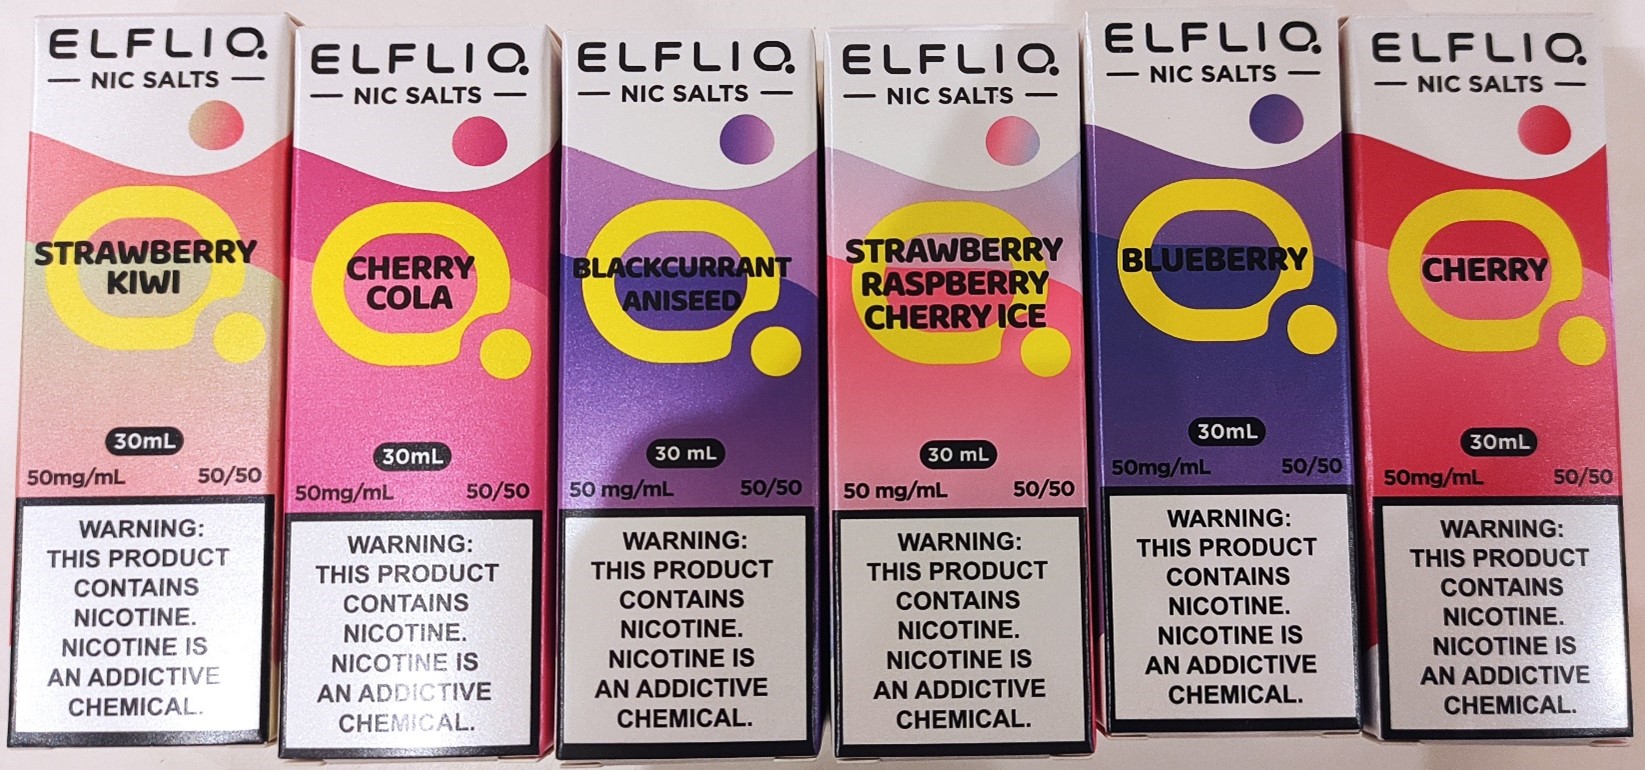 ELFLIQ
NIC SALTS
STRAWBERRY
KIWI
30mL
50mg/mL 50/50
WARNING:
THIS PRODUCT
CONTAINS
NICOTINE.
NICOTINE IS
AN ADDICTIVE
CHEMICAL.
ELFLIQ
NIC SALTS
CHERRY
COLA
30mL
50mg/mL 50/50
WARNING:
THIS PRODUCT
CONTAINS
NICOTINE.
NICOTINE IS
AN ADDICTIVE
CHEMICAL.
ELFLIQ
NIC SALTS
BLACKCURRANT
ANISEED
30 mL
50 mg/mL 50/50
WARNING:
THIS PRODUCT
CONTAINS
NICOTINE.
NICOTINE IS
AN ADDICTIVE
CHEMICAL.
ELFLIQ
NIC SALTS
STRAWBERRY
RASPBERRY
CHERRY ICE
30 mL
50 mg/mL 50/50
WARNING:
THIS PRODUCT
CONTAINS
NICOTINE.
NICOTINE IS
AN ADDICTIVE
CHEMICAL.
ELFLIQ
NIC SALTS
BLUEBERRY
30mL
50mg/mL 50/50
WARNING:
THIS PRODUCT
CONTAINS
NICOTINE.
NICOTINE IS
AN ADDICTIVE
CHEMICAL.
ELFLIQ
NIC SALTS
CHERRY
30mL
50mg/mL 50/50
WARNING:
THIS PRODUCT
CONTAINS
NICOTINE.
NICOTINE IS
AN ADDICTIVE
CHEMICAL.